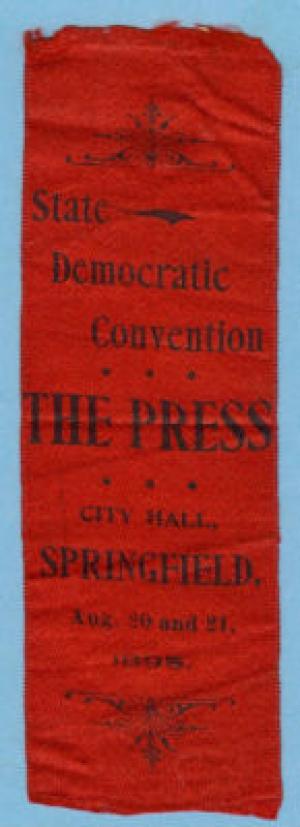 State
Democratic
Convention
THE PRESS
CITY HALL,
SPRINGFIELD.
Aug. 20 and 21,
1895.